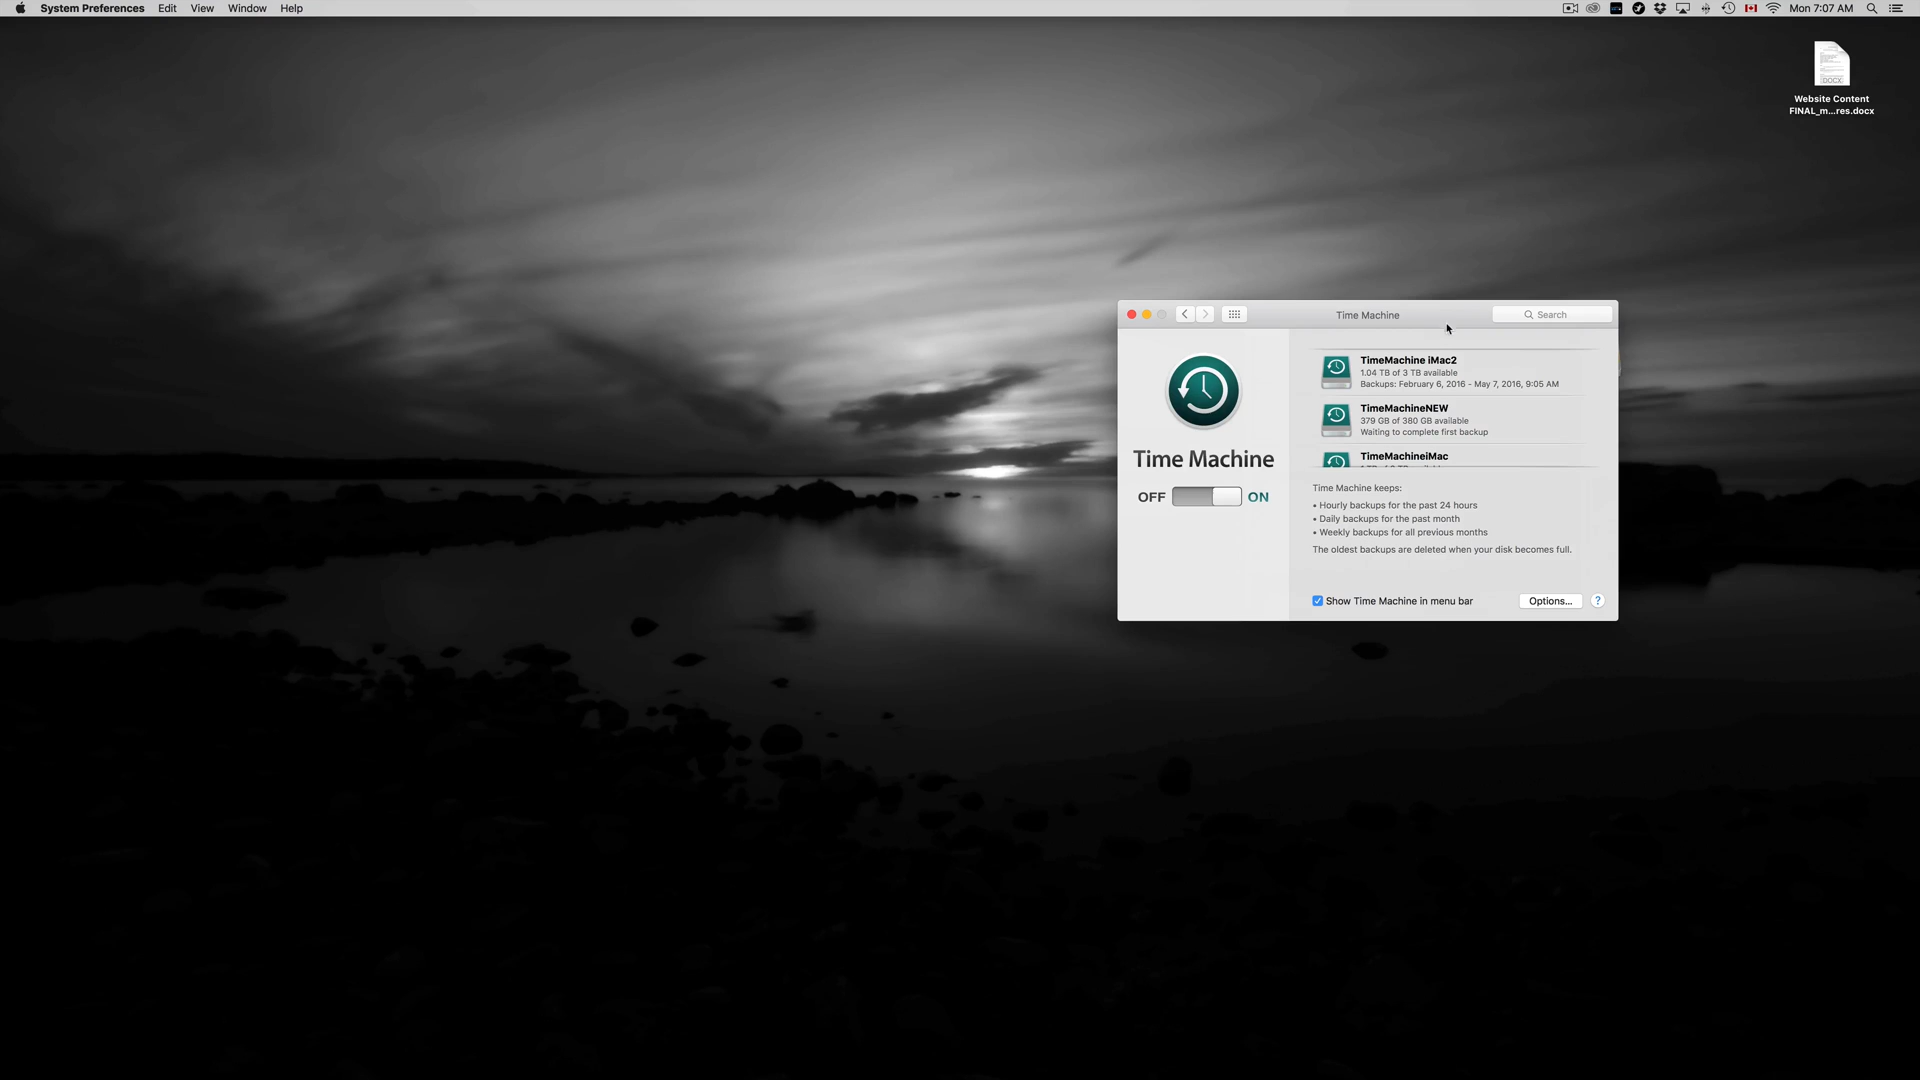 System Preferences Edit View Window Help
Mon 7:07 AM
DOCX
Website Content
FINAL_m...res.docx
Time Machine
Search
TimeMachine iMac2
1.04 TB of 3 TB available
Backups: February 6, 2016 - May 7, 2016, 9:05 AM
TimeMachineNEW
379 GB of 380 GB available
Waiting to complete first backup
TimeMachineiMac
Time Machine
OFF ON
Time Machine keeps:
• Hourly backups for the past 24 hours
• Daily backups for the past month
• Weekly backups for all previous months
The oldest backups are deleted when your disk becomes full.
Show Time Machine in menu bar
Options...
?